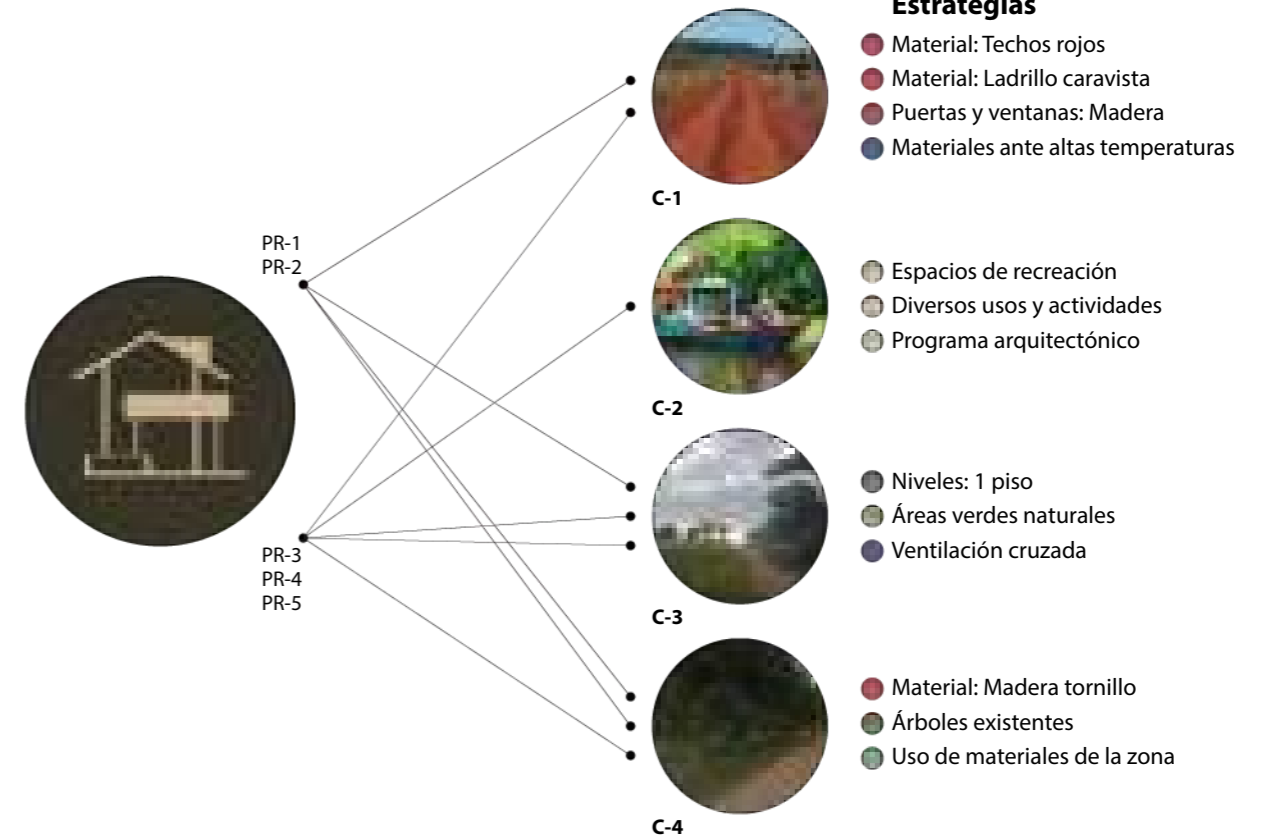 Estrategias
Material: Techos rojos
Material: Ladrillo caravista
Puertas y ventanas: Madera
Materiales ante altas temperaturas
C-1
PR-1
PR-2
Espacios de recreación
Diversos usos y actividades
Programa arquitectónico
C-2
Niveles: 1 piso
Áreas verdes naturales
Ventilación cruzada
PR-3
PR-4
PR-5
C-3
Material: Madera tornillo
Árboles existentes
Uso de materiales de la zona
C-4